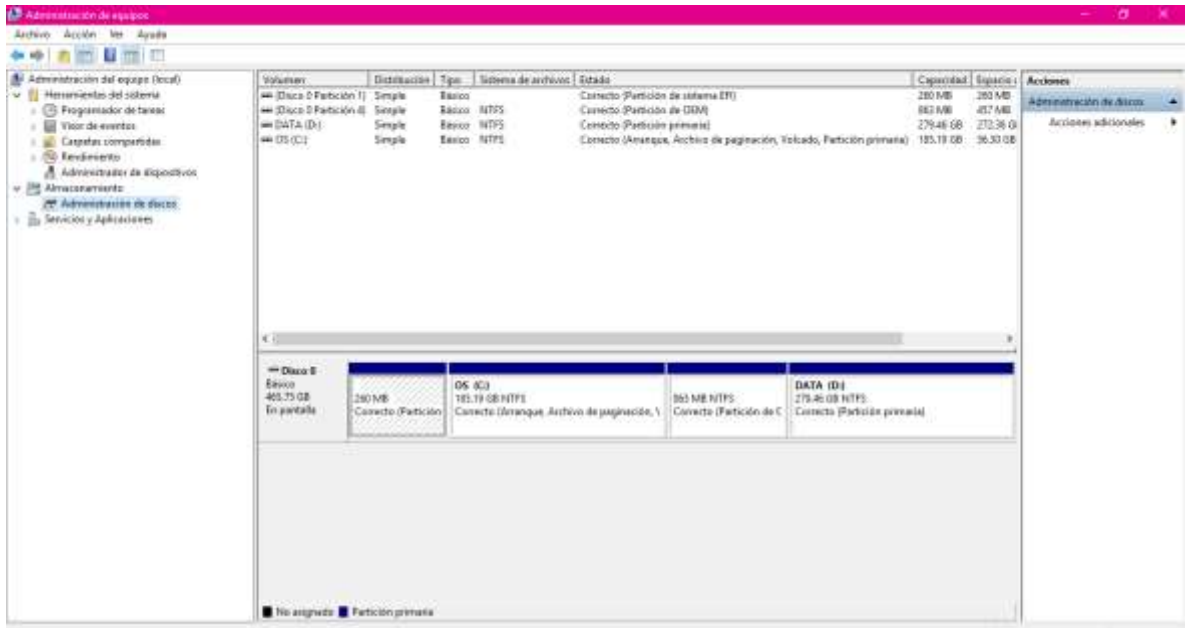 Administración de equipos
Archivo Acción Ver Ayuda
Administración del equipo (local)
Herramientas del sistema
Programador de tareas
Visor de eventos
Carpetas compartidas
Rendimiento
Administrador de dispositivos
Almacenamiento
Administración de discos
Servicios y Aplicaciones
Volumen Distribución Tipo Sistema de archivos Estado Capacidad Espacio
(Disco 0 Partición 1) Simple Básico Correcto (Partición de sistema EFI) 260 MB 260 MB
(Disco 0 Partición 4) Simple Básico NTFS Correcto (Partición de OEM) 863 MB 457 MB
DATA (D:) Simple Básico NTFS Correcto (Partición primaria) 279.46 GB 272.36 G
OS (C:) Simple Básico NTFS Correcto (Arranque, Archivo de paginación, Volcado, Partición primaria) 185.19 GB 36.30 GB
Acciones
Administración de discos
Acciones adicionales
Disco 0
Básico
465.75 GB
En pantalla
260 MB
Correcto (Partición
OS (C:)
185.19 GB NTFS
Correcto (Arranque, Archivo de paginación, \
863 MB NTFS
Correcto (Partición de C
DATA (D:)
279.46 GB NTFS
Correcto (Partición primaria)
No asignado Partición primaria